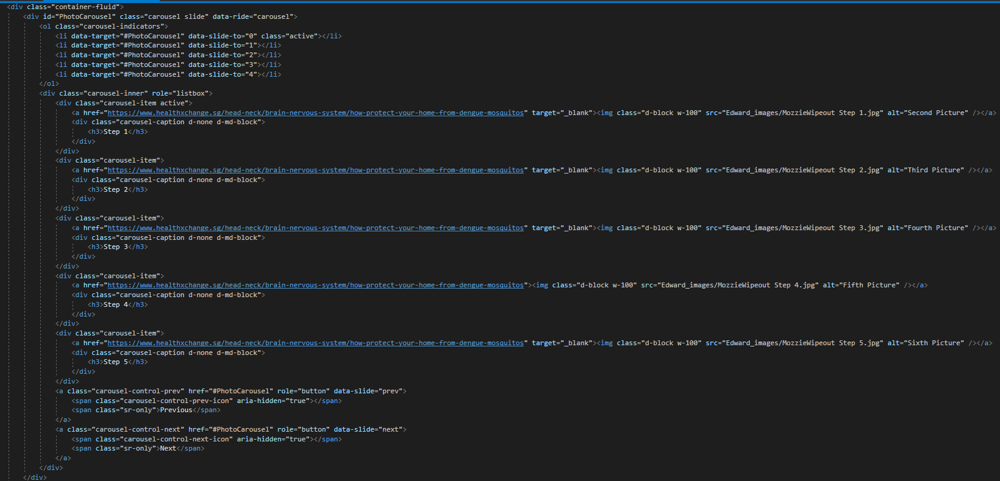 <div class="container-fluid">
<div id="PhotoCarousel" class="carousel slide" data-ride="carousel">
<ol class="carousel-indicators">
<li data-target="#PhotoCarousel" data-slide-to="0" class="active"></li>
<li data-target="#PhotoCarousel" data-slide-to="1"></li>
<li data-target="#PhotoCarousel" data-slide-to="2"></li>
<li data-target="#PhotoCarousel" data-slide-to="3"></li>
<li data-target="#PhotoCarousel" data-slide-to="4"></li>
</ol>
<div class="carousel-inner" role="listbox">
<div class="carousel-item active">
<a href="https://www.healthxchange.sg/head-neck/brain-nervous-system/how-protect-your-home-from-dengue-mosquitos" target="_blank"><img class="d-block w-100" src="Edward_images/MozzieWipeout Step 1.jpg" alt="Second Picture" /></a>
<div class="carousel-caption d-none d-md-block">
<h3>Step 1</h3>
</div>
</div>
<div class="carousel-item">
<a href="https://www.healthxchange.sg/head-neck/brain-nervous-system/how-protect-your-home-from-dengue-mosquitos" target="_blank"><img class="d-block w-100" src="Edward_images/MozzieWipeout Step 2.jpg" alt="Third Picture" /></a>
<div class="carousel-caption d-none d-md-block">
<h3>Step 2</h3>
</div>
</div>
<div class="carousel-item">
<a href="https://www.healthxchange.sg/head-neck/brain-nervous-system/how-protect-your-home-from-dengue-mosquitos" target="_blank"><img class="d-block w-100" src="Edward_images/MozzieWipeout Step 3.jpg" alt="Fourth Picture" /></a>
<div class="carousel-caption d-none d-md-block">
<h3>Step 3</h3>
</div>
</div>
<div class="carousel-item">
<a href="https://www.healthxchange.sg/head-neck/brain-nervous-system/how-protect-your-home-from-dengue-mosquitos"><img class="d-block w-100" src="Edward_images/MozzieWipeout Step 4.jpg" alt="Fifth Picture" /></a>
<div class="carousel-caption d-none d-md-block">
<h3>Step 4</h3>
</div>
</div>
<div class="carousel-item">
<a href="https://www.healthxchange.sg/head-neck/brain-nervous-system/how-protect-your-home-from-dengue-mosquitos" target="_blank"><img class="d-block w-100" src="Edward_images/MozzieWipeout Step 5.jpg" alt="Sixth Picture" /></a>
<div class="carousel-caption d-none d-md-block">
<h3>Step 5</h3>
</div>
</div>
<a class="carousel-control-prev" href="#PhotoCarousel" role="button" data-slide="prev">
<span class="carousel-control-prev-icon" aria-hidden="true"></span>
<span class="sr-only">Previous</span>
</a>
<a class="carousel-control-next" href="#PhotoCarousel" role="button" data-slide="next">
<span class="carousel-control-next-icon" aria-hidden="true"></span>
<span class="sr-only">Next</span>
</a>
</div>
</div>